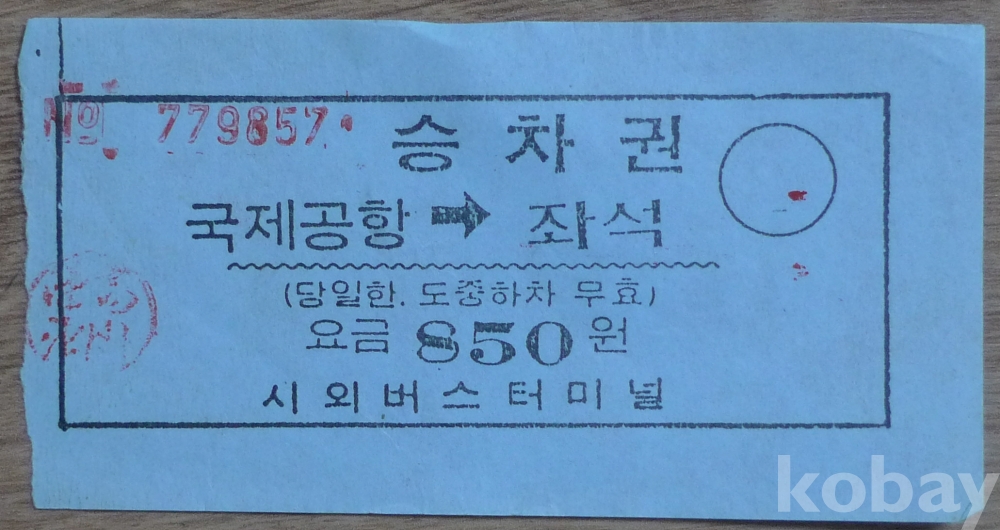 No 779857
승차권
국제공항 ➡ 좌석
(당일한. 도중하차 무효)
요금 850원
시외버스터미널
kobay